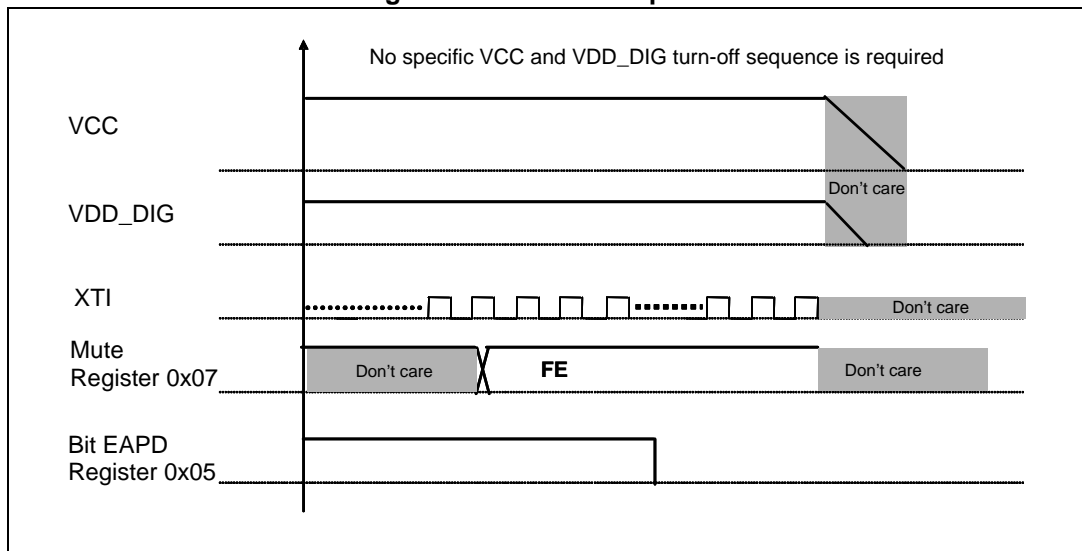 No specific VCC and VDD_DIG turn-off sequence is required
VCC
Don't care
VDD_DIG
XTI
Don't care
Mute
Register 0x07
Don't care
FE
Don't care
Bit EAPD
Register 0x05